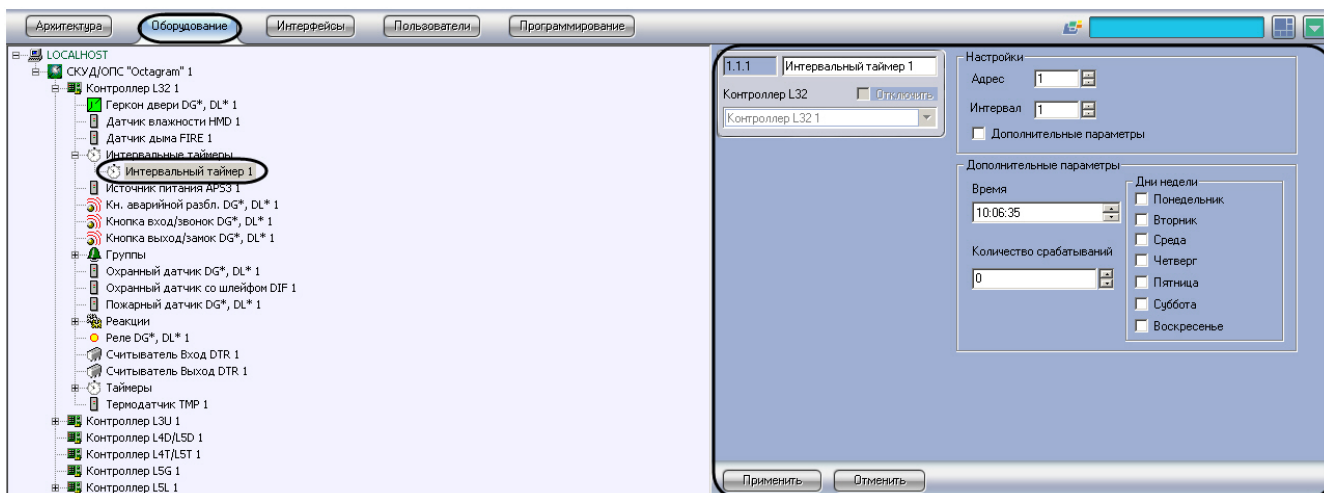 Архитектура
Оборудование
Интерфейсы
Пользователи
Программирование
LOCALHOST
СКУД/ОПС "Octagram" 1
Контроллер L32 1
Геркон двери DG*, DL* 1
Датчик влажности HMD 1
Датчик дыма FIRE 1
Интервальные таймеры
Интервальный таймер 1
Источник питания APS3 1
Кн. аварийной разбл. DG*, DL* 1
Кнопка вход/звонок DG*, DL* 1
Кнопка выход/замок DG*, DL* 1
Группы
Охранный датчик DG*, DL* 1
Охранный датчик со шлейфом DIF 1
Пожарный датчик DG*, DL* 1
Реакции
Реле DG*, DL* 1
Считыватель Вход DTR 1
Считыватель Выход DTR 1
Таймеры
Термодатчик TMP 1
Контроллер L3U 1
Контроллер L4D/L5D 1
Контроллер L4T/L5T 1
Контроллер L5G 1
Контроллер L5L 1
1.1.1 Интервальный таймер 1
Контроллер L32 Отключить
Контроллер L32 1
Настройки
Адрес 1
Интервал 1
Дополнительные параметры
Дополнительные параметры
Время
10:06:35
Количество срабатываний
0
Дни недели
Понедельник
Вторник
Среда
Четверг
Пятница
Суббота
Воскресенье
Применить
Отменить